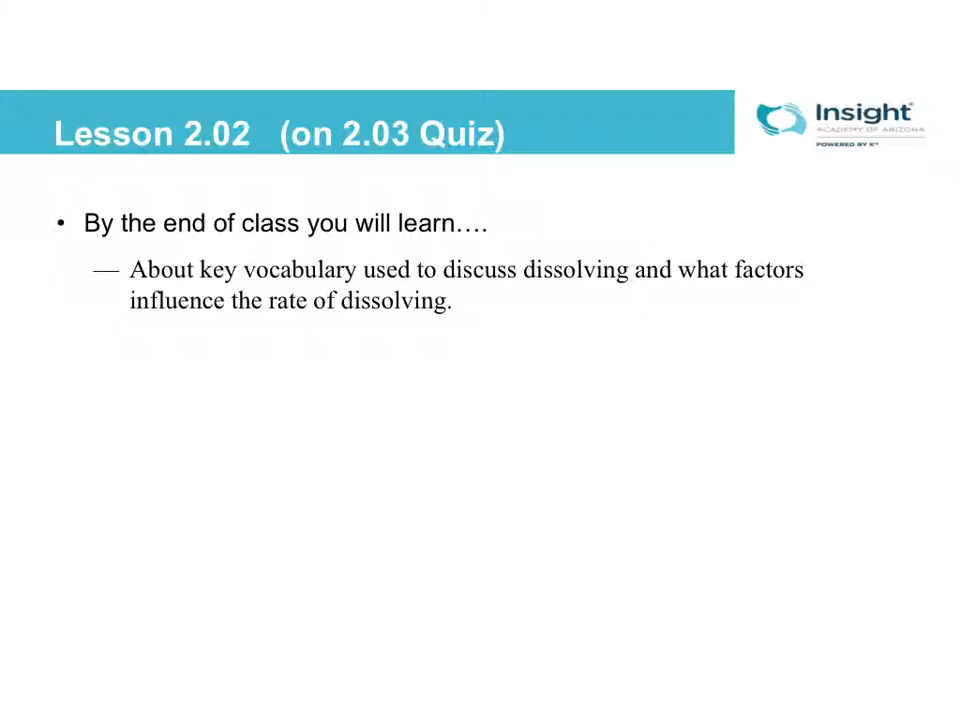 Lesson 2.02 (on 2.03 Quiz)
Insight
ACADEMY OF ARIZONA
POWERED BY K¹²
• By the end of class you will learn….
— About key vocabulary used to discuss dissolving and what factors
influence the rate of dissolving.